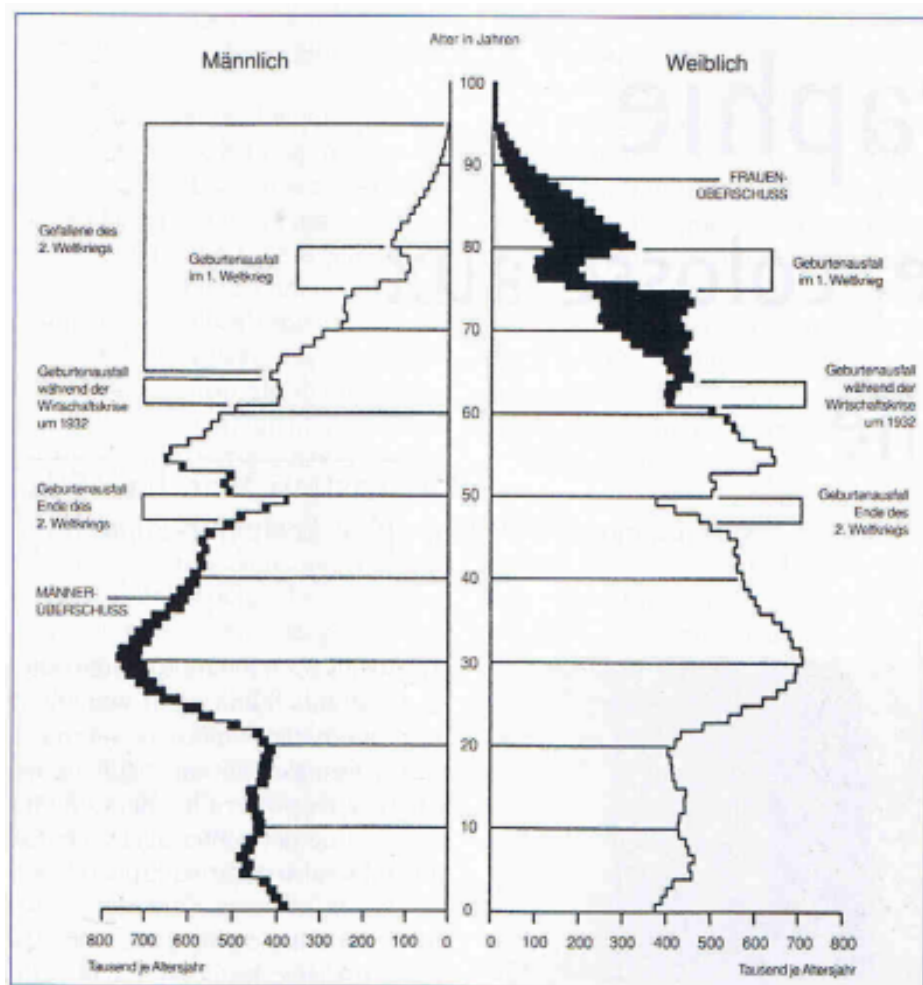 Alter in Jahren
Männlich
Weiblich
100
90
80
70
60
50
40
30
20
10
0
FRAUEN-
ÜBERSCHUSS
Gefallene des
2. Weltkriegs
Geburtenausfall
im 1. Weltkrieg
Geburtenausfall
im 1. Weltkrieg
Geburtenausfall
während der
Wirtschaftskrise
um 1932
Geburtenausfall
während der
Wirtschaftskrise
um 1932
Geburtenausfall
Ende des
2. Weltkriegs
Geburtenausfall
Ende des
2. Weltkriegs
MÄNNER-
ÜBERSCHUSS
800 700 600 500 400 300 200 100 0
0 100 200 300 400 500 600 700 800
Tausend je Altersjahr
Tausend je Altersjahr